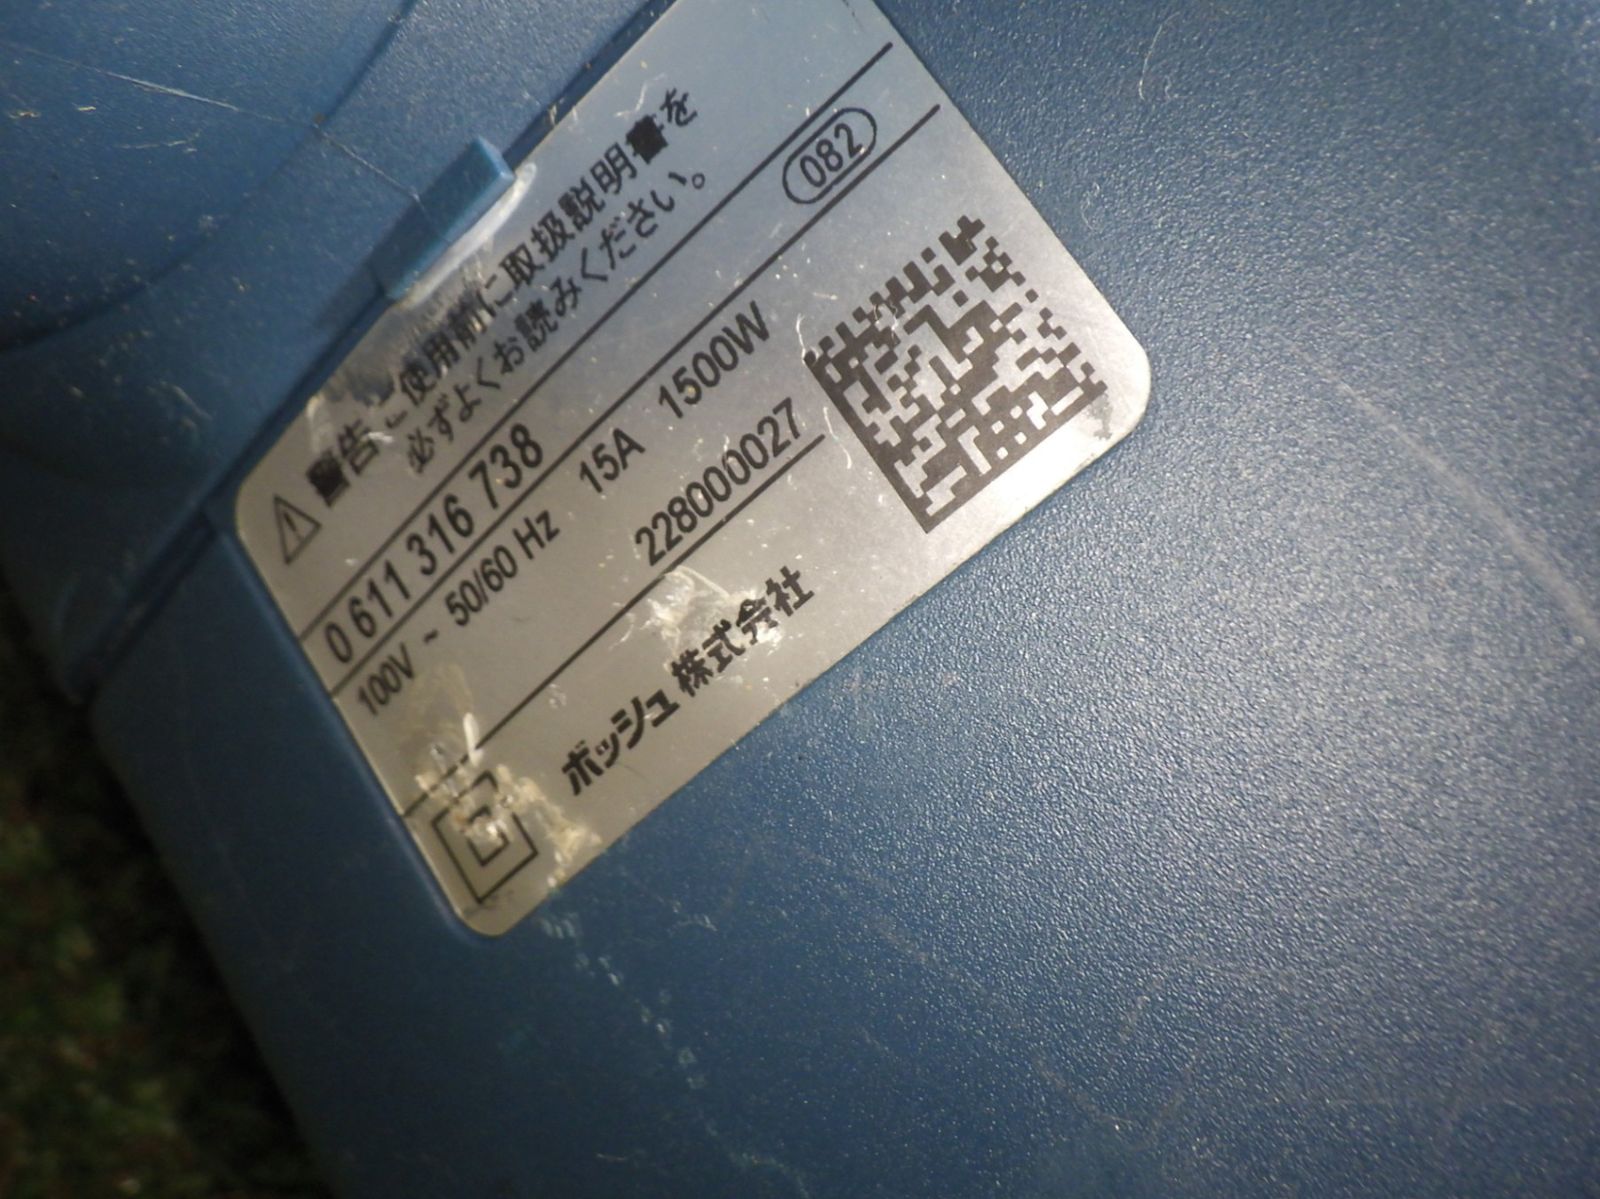 警告 ご使用前に取扱説明書を
必ずよくお読みください。
0 611 316 738 082
100V ~ 50/60 Hz 15A 1500W
228000027
ボッシュ株式会社